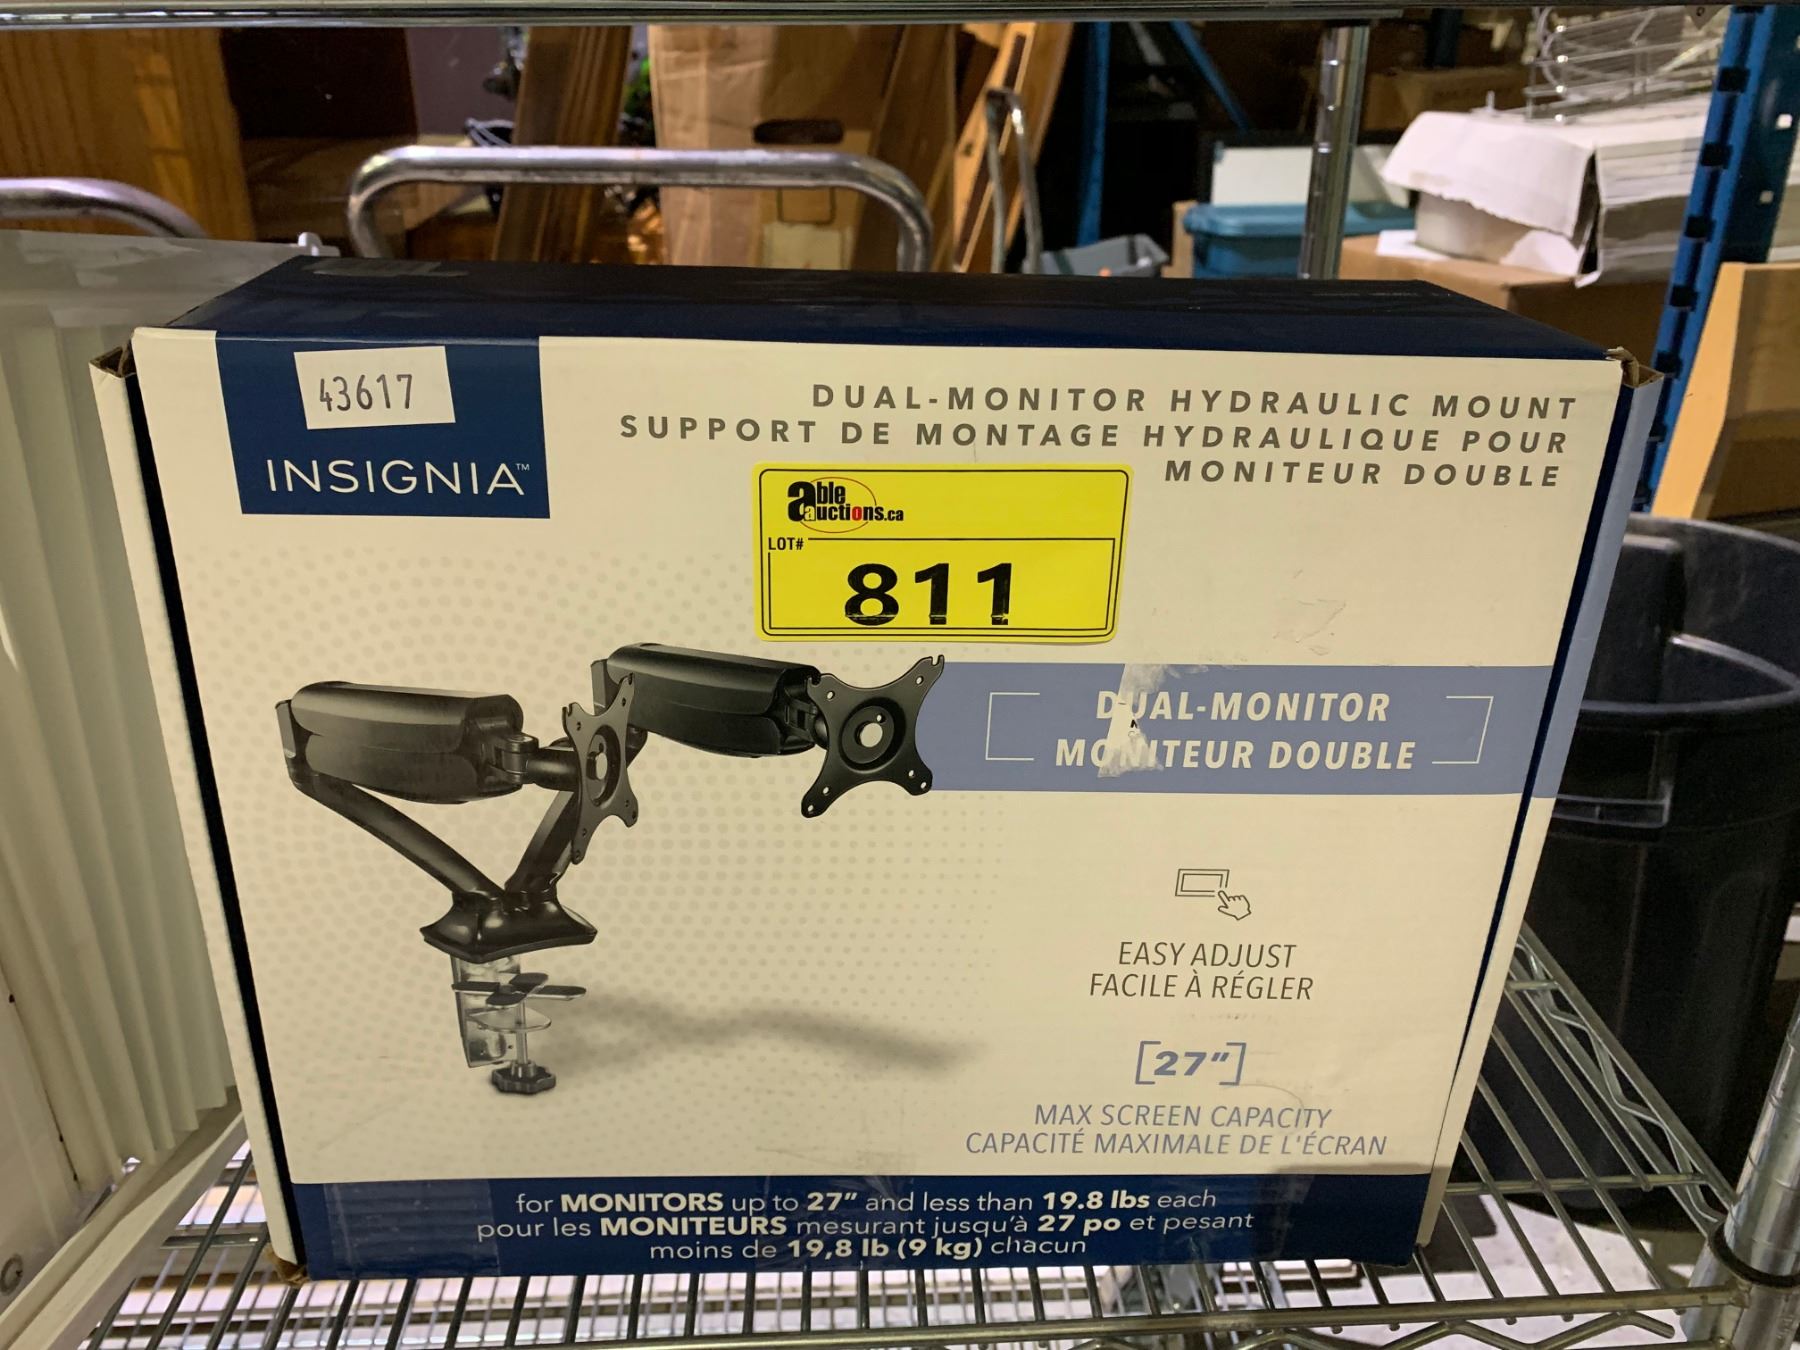 43617
INSIGNIA™
DUAL-MONITOR HYDRAULIC MOUNT
SUPPORT DE MONTAGE HYDRAULIQUE POUR
MONITEUR DOUBLE
able
auctions.ca
LOT#
811
DUAL-MONITOR
MONITEUR DOUBLE
EASY ADJUST
FACILE À RÉGLER
[27"]
MAX SCREEN CAPACITY
CAPACITÉ MAXIMALE DE L'ÉCRAN
for MONITORS up to 27" and less than 19.8 lbs each
pour les MONITEURS mesurant jusqu'à 27 po et pesant
moins de 19,8 lb (9 kg) chacun